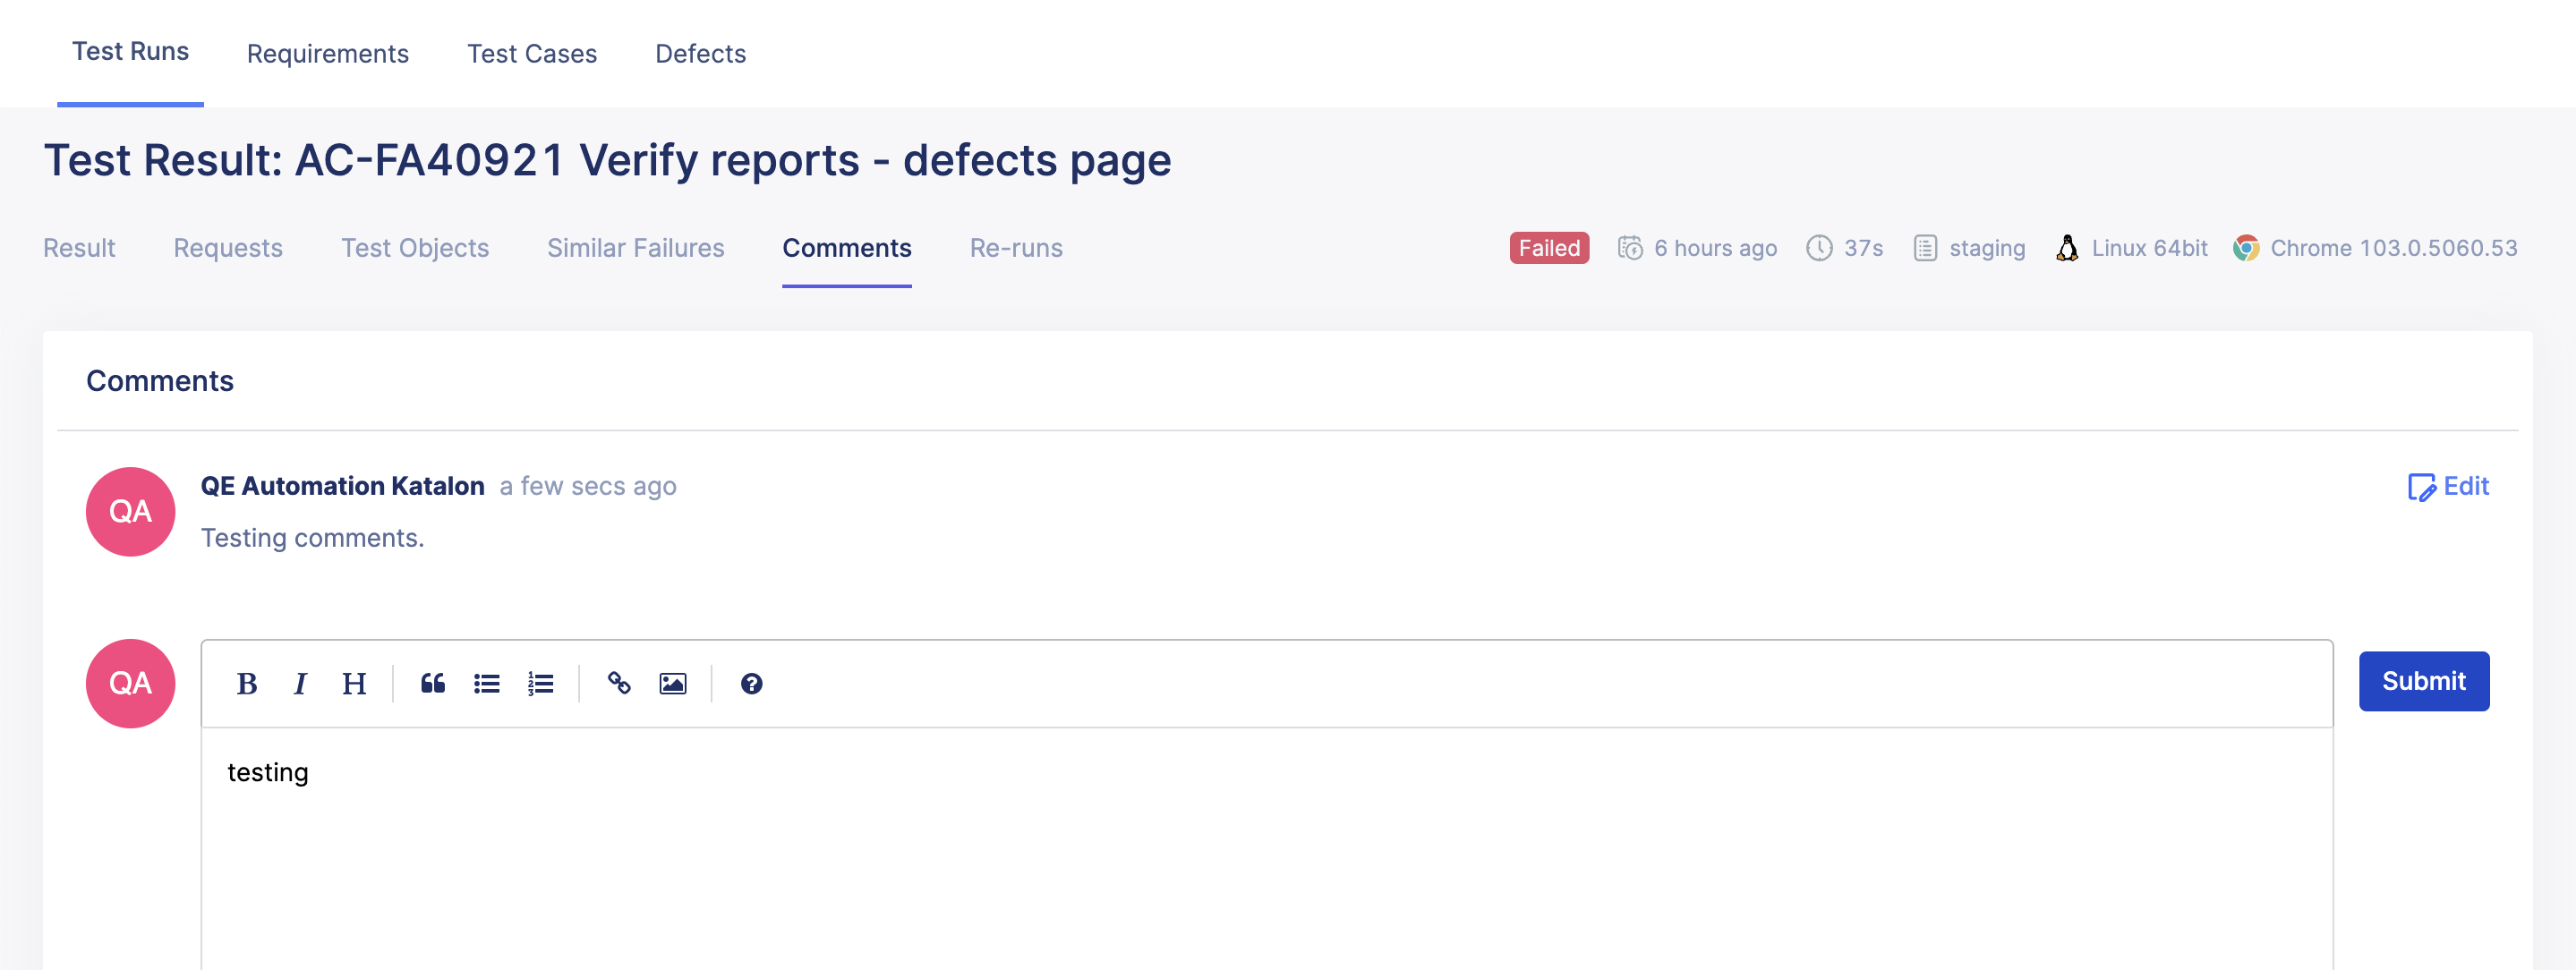 Test Runs Requirements Test Cases Defects
Test Result: AC-FA40921 Verify reports - defects page
Result Requests Test Objects Similar Failures Comments Re-runs Failed 6 hours ago 37s staging Linux 64bit Chrome 103.0.5060.53
Comments
QA QE Automation Katalon a few secs ago Edit
Testing comments.
QA B I H Submit
testing